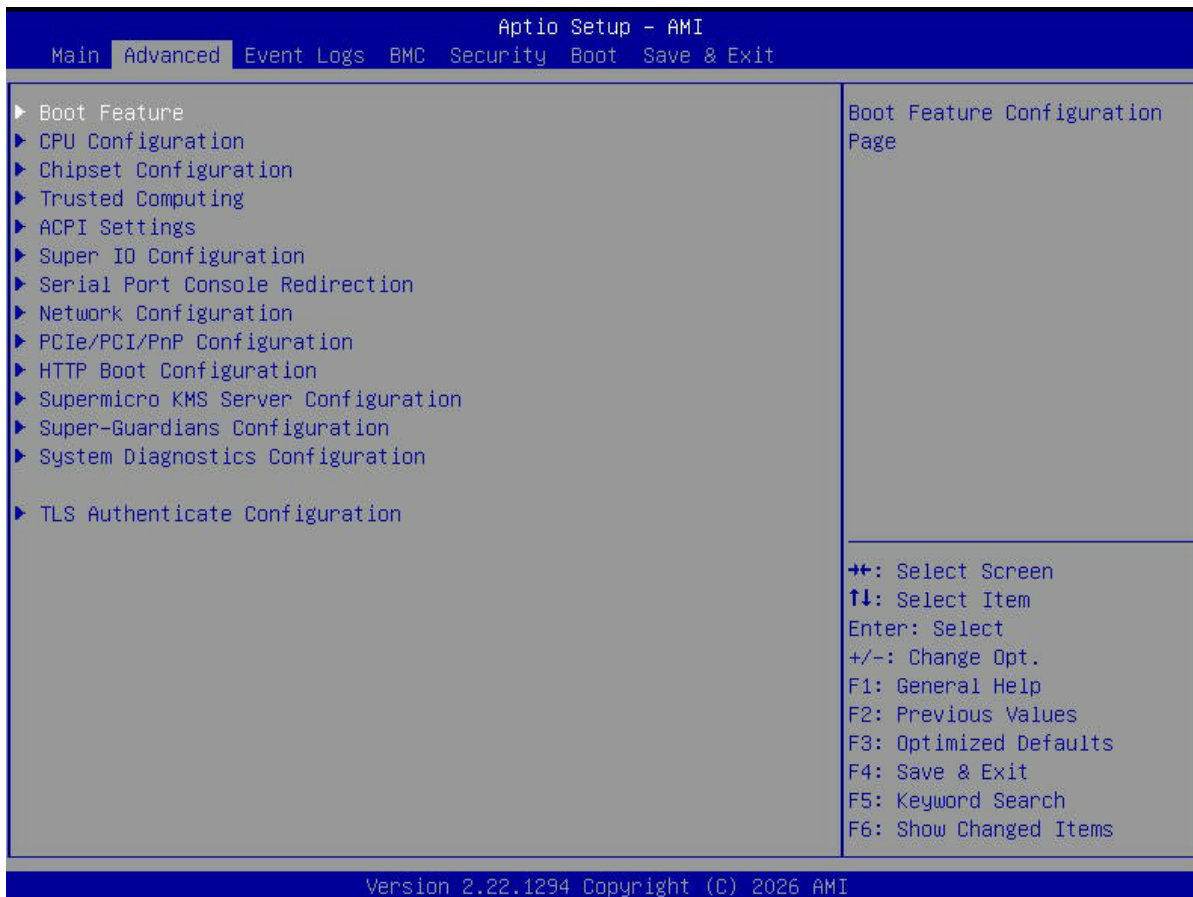 Aptio Setup – AMI
Main Advanced Event Logs BMC Security Boot Save & Exit
▶ Boot Feature
▶ CPU Configuration
▶ Chipset Configuration
▶ Trusted Computing
▶ ACPI Settings
▶ Super IO Configuration
▶ Serial Port Console Redirection
▶ Network Configuration
▶ PCIe/PCI/PnP Configuration
▶ HTTP Boot Configuration
▶ Supermicro KMS Server Configuration
▶ Super-Guardians Configuration
▶ System Diagnostics Configuration
▶ TLS Authenticate Configuration
Boot Feature Configuration
Page
→←: Select Screen
↑↓: Select Item
Enter: Select
+/-: Change Opt.
F1: General Help
F2: Previous Values
F3: Optimized Defaults
F4: Save & Exit
F5: Keyword Search
F6: Show Changed Items
Version 2.22.1294 Copyright (C) 2026 AMI